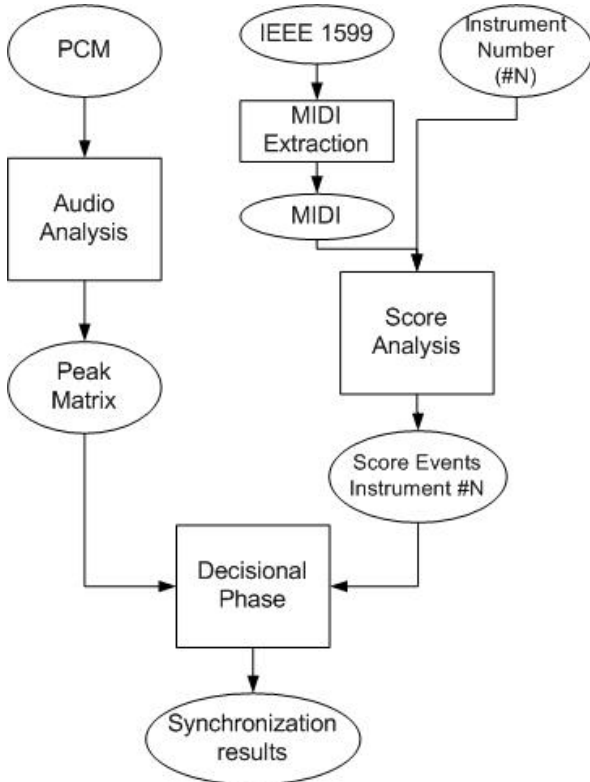 PCM
IEEE 1599
Instrument
Number
(#N)
MIDI
Extraction
Audio
Analysis
MIDI
Score
Analysis
Peak
Matrix
Score Events
Instrument #N
Decisional
Phase
Synchronization
results